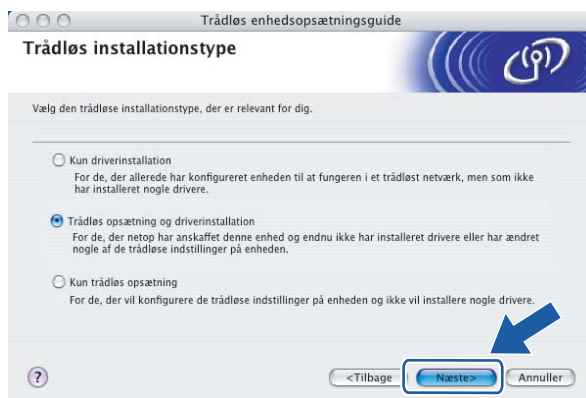 Trådløs enhedsopsætningsguide
Trådløs installationstype
Vælg den trådløse installationstype, der er relevant for dig.
Kun driverinstallation
For de, der allerede har konfigureret enheden til at fungeren i et trådløst netværk, men som ikke
har installeret nogle drivere.
Trådløs opsætning og driverinstallation
For de, der netop har anskaffet denne enhed og endnu ikke har installeret drivere eller har ændret
nogle af de trådløse indstillinger på enheden.
Kun trådløs opsætning
For de, der vil konfigurere de trådløse indstillinger på enheden og ikke vil installere nogle drivere.
? <Tilbage Næste> Annuller